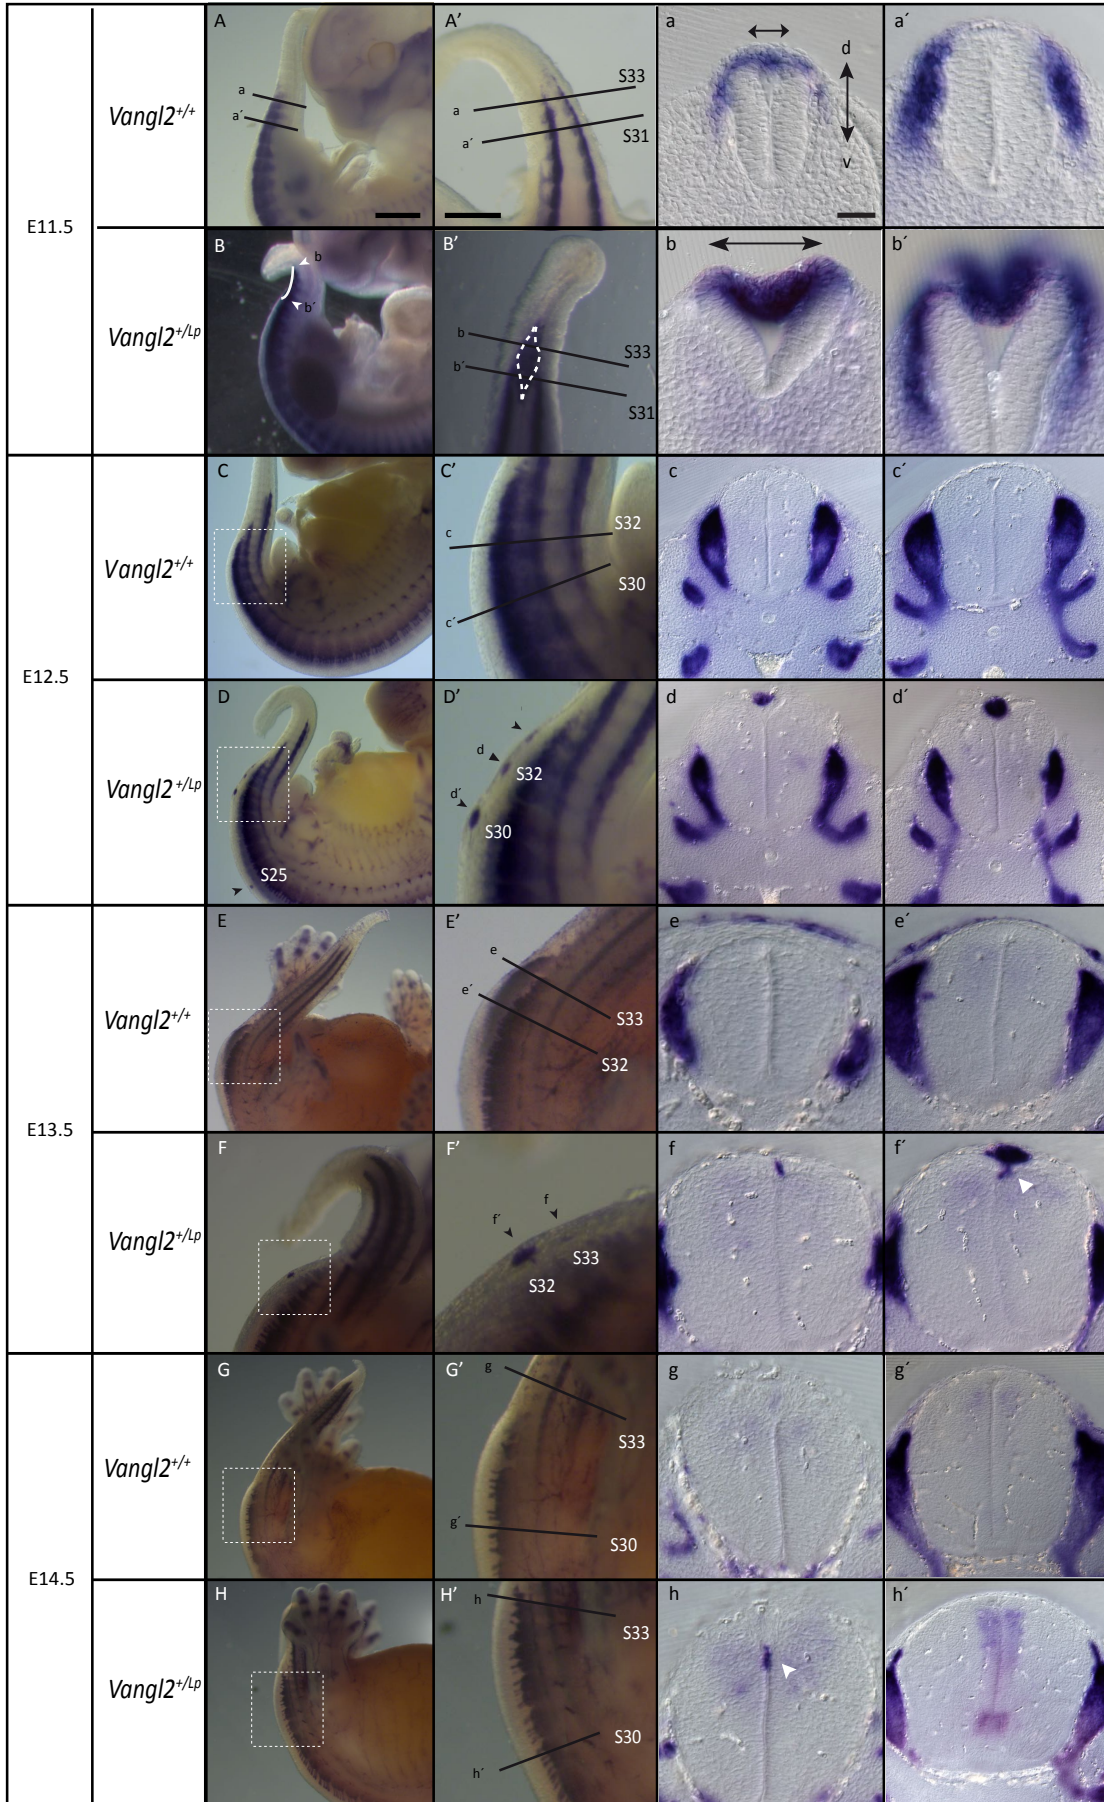 E11.5
Vangl2+/+
A
a
a´
A’
S33
a
a´
S31
a
d
v
a´
Vangl2+/Lp
B
b
b´
B’
b
S33
b´
S31
b
b´
E12.5
Vangl2+/+
C
C’
c
S32
S30
c´
c
c´
Vangl2+/Lp
D
S25
D’
d
S32
d´
S30
d
d´
E13.5
Vangl2+/+
E
E’
e
e´
S33
S32
e
e´
Vangl2+/Lp
F
F’
f
f´
S33
S32
f
f´
E14.5
Vangl2+/+
G
G’
g
S33
g´
S30
g
g´
Vangl2+/Lp
H
H’
h
S33
S30
h´
h
h´